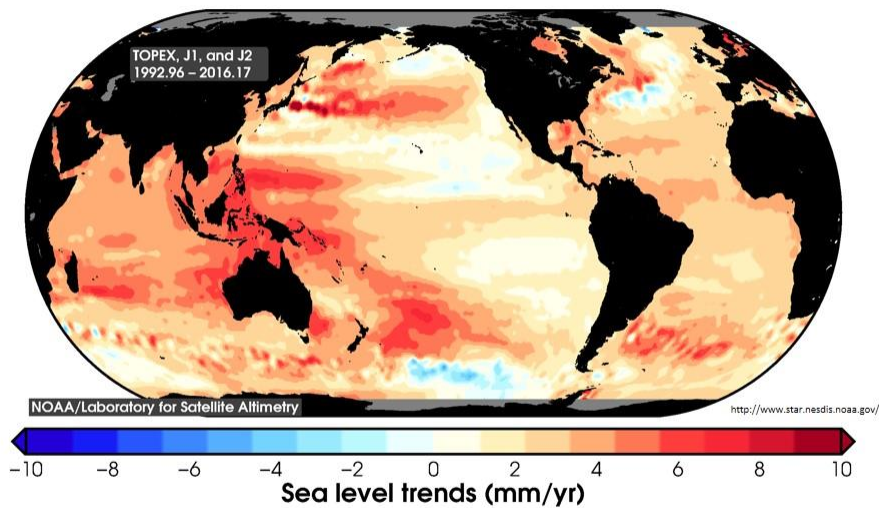 TOPEX, J1, and J2
1992.96 – 2016.17
NOAA/Laboratory for Satellite Altimetry
http://www.star.nesdis.noaa.gov/
−10 −8 −6 −4 −2 0 2 4 6 8 10
Sea level trends (mm/yr)